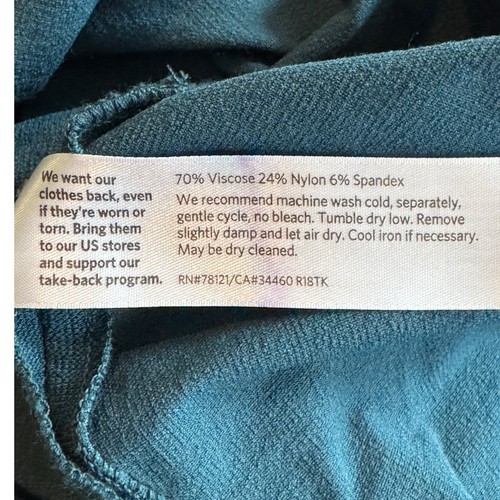 We want our
clothes back, even
if they're worn or
torn. Bring them
to our US stores
and support our
take-back program.
70% Viscose 24% Nylon 6% Spandex
We recommend machine wash cold, separately,
gentle cycle, no bleach. Tumble dry low. Remove
slightly damp and let air dry. Cool iron if necessary.
May be dry cleaned.
RN#78121/CA#34460 R18TK